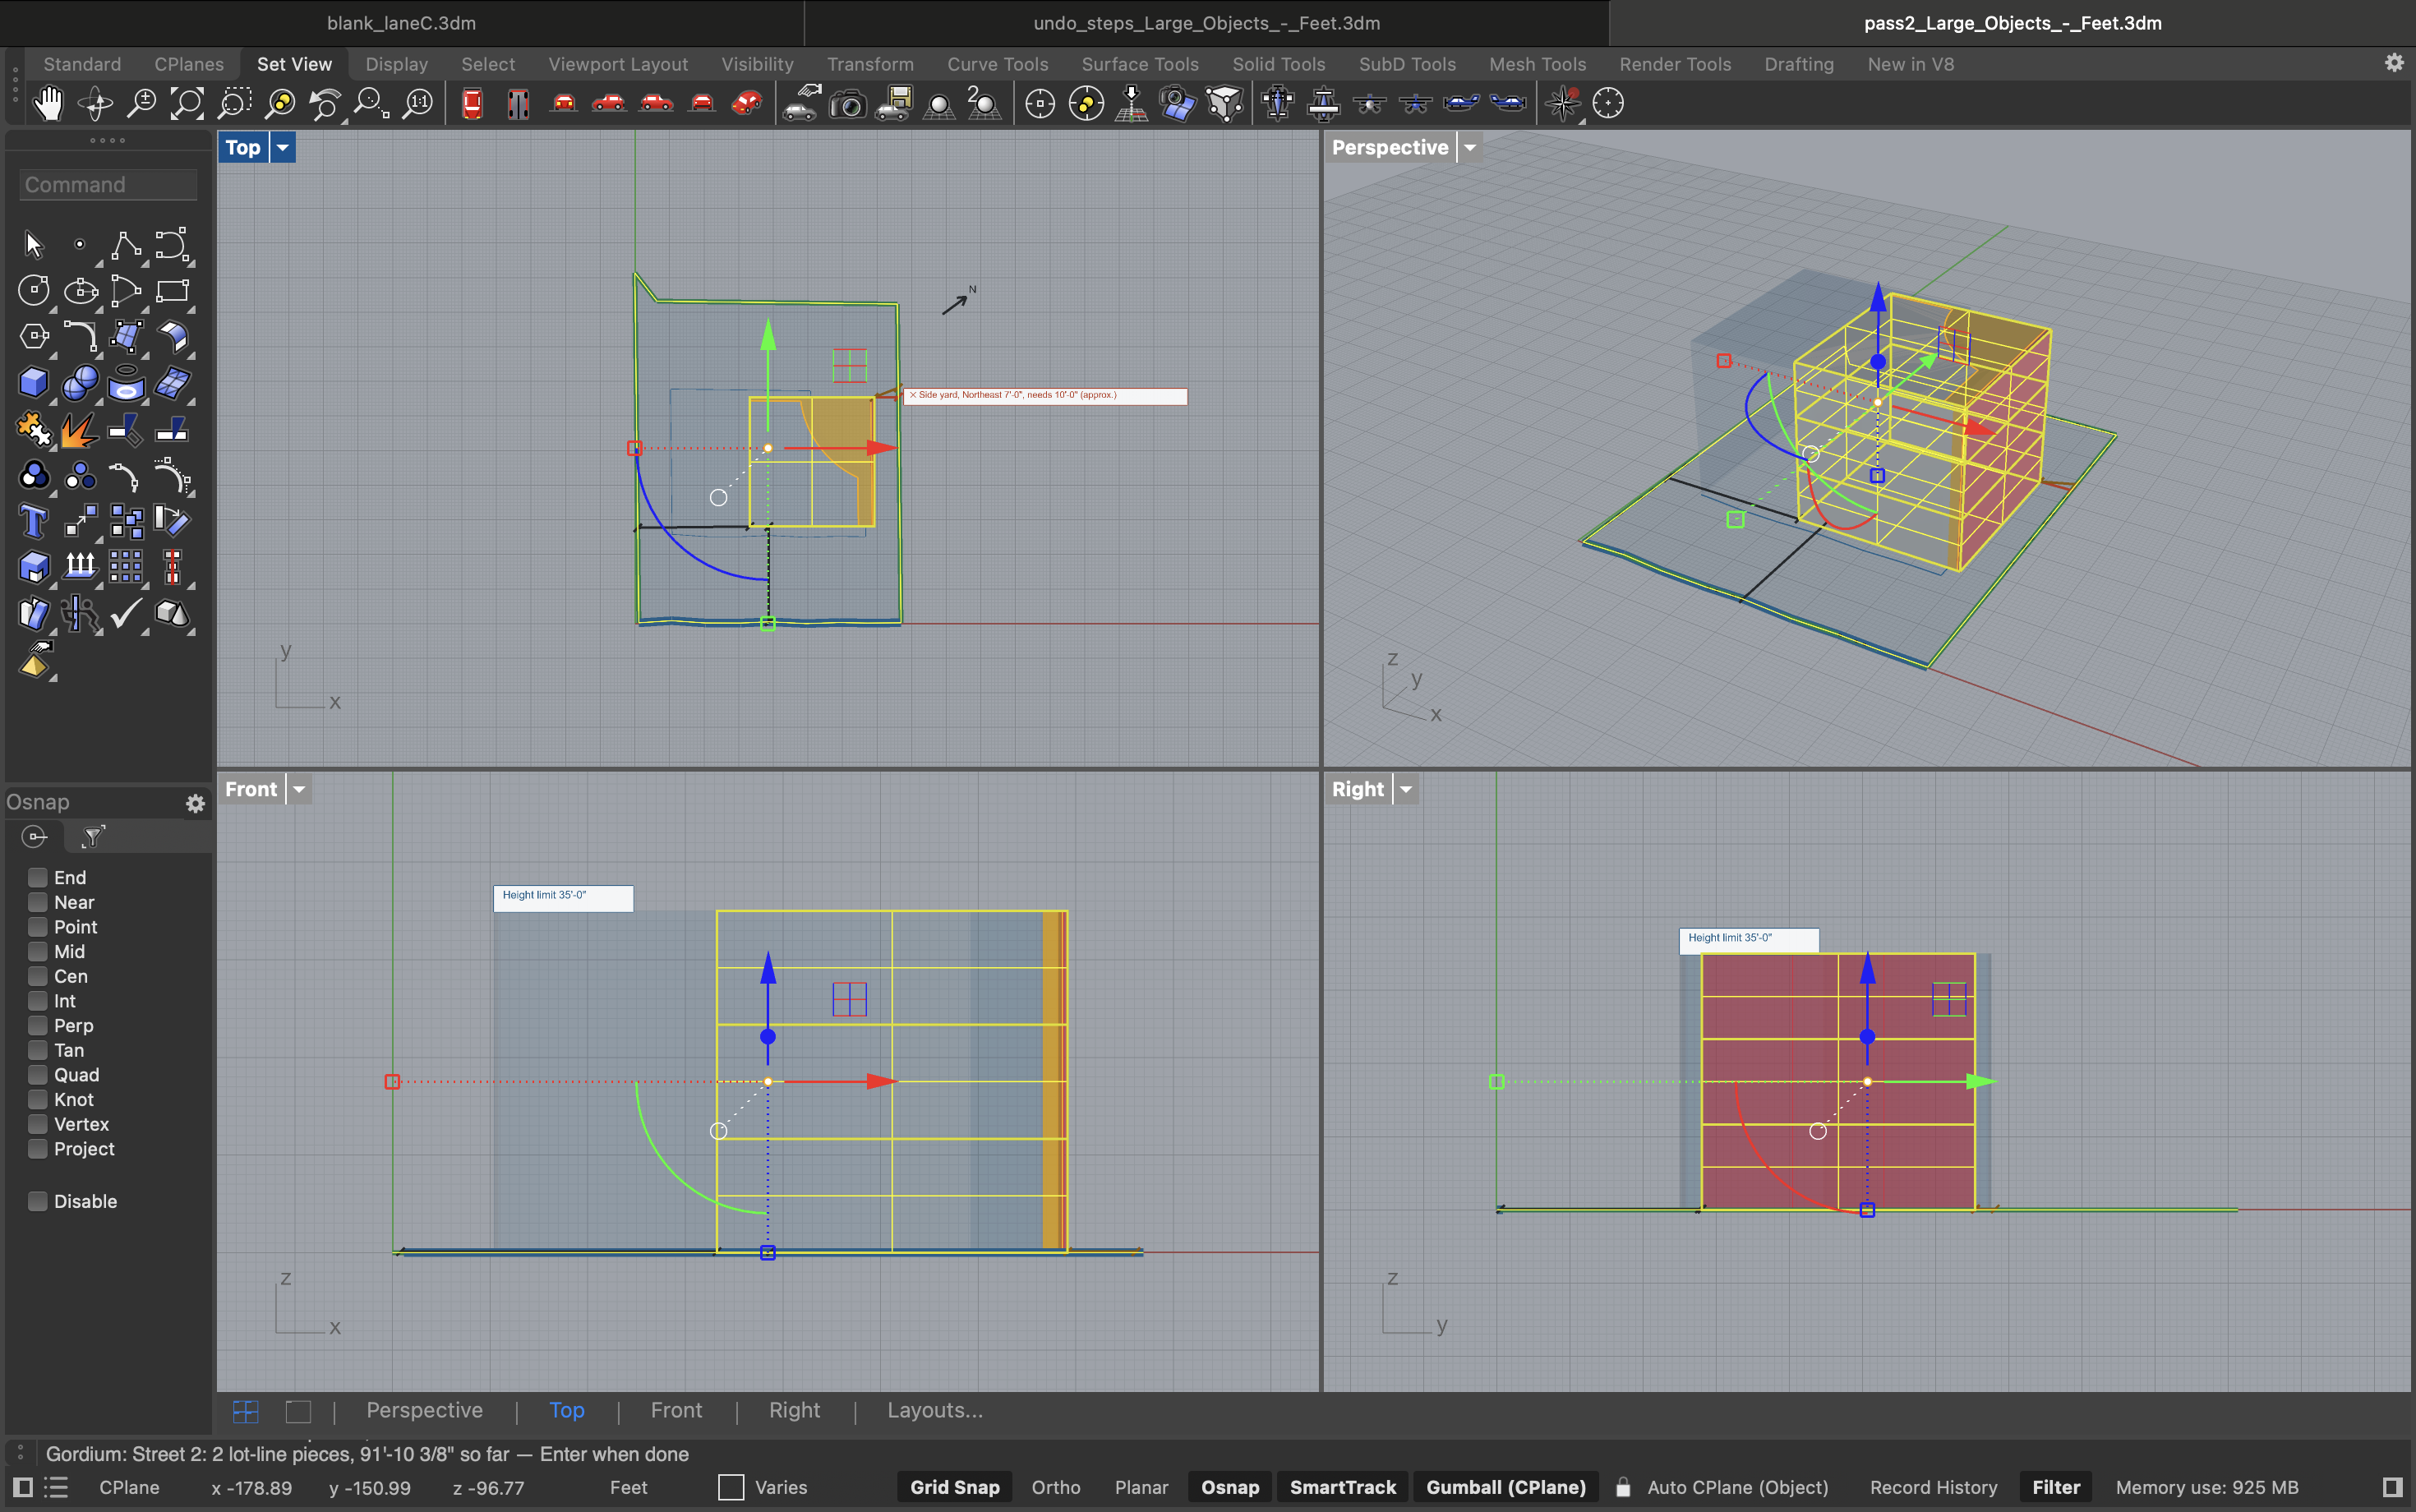 blank_laneC.3dm
undo_steps_Large_Objects_-_Feet.3dm
pass2_Large_Objects_-_Feet.3dm
Standard CPlanes Set View Display Select Viewport Layout Visibility Transform Curve Tools Surface Tools Solid Tools SubD Tools Mesh Tools Render Tools Drafting New in V8
1:1
2
Command
T
Top
N
× Side yard, Northeast 7'-0", needs 10'-0" (approx.)
y
x
Perspective
z
y
x
Front
Height limit 35'-0"
z
x
Right
Height limit 35'-0"
z
y
Osnap
End
Near
Point
Mid
Cen
Int
Perp
Tan
Quad
Knot
Vertex
Project
Disable
Perspective | Top | Front | Right | Layouts...
Gordium: Street 2: 2 lot-line pieces, 91'-10 3/8" so far — Enter when done
CPlane x -178.89 y -150.99 z -96.77 Feet Varies Grid Snap Ortho Planar Osnap SmartTrack Gumball (CPlane) Auto CPlane (Object) Record History Filter Memory use: 925 MB